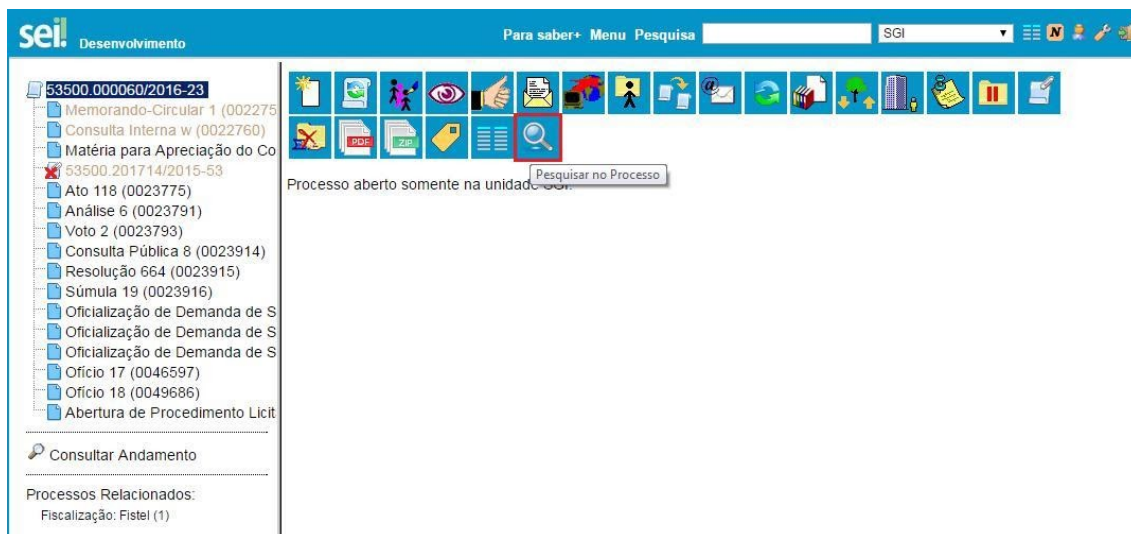 sei! Desenvolvimento
Para saber+ Menu Pesquisa
SGI
N
53500.000060/2016-23
Memorando-Circular 1 (002275
Consulta Interna w (0022760)
Matéria para Apreciação do Co
53500.201714/2015-53
Ato 118 (0023775)
Análise 6 (0023791)
Voto 2 (0023793)
Consulta Pública 8 (0023914)
Resolução 664 (0023915)
Súmula 19 (0023916)
Oficialização de Demanda de S
Oficialização de Demanda de S
Oficialização de Demanda de S
Ofício 17 (0046597)
Ofício 18 (0049686)
Abertura de Procedimento Licit
Consultar Andamento
Processos Relacionados:
Fiscalização: Fistel (1)
PDF
ZIP
Pesquisar no Processo
Processo aberto somente na unidade SGI.